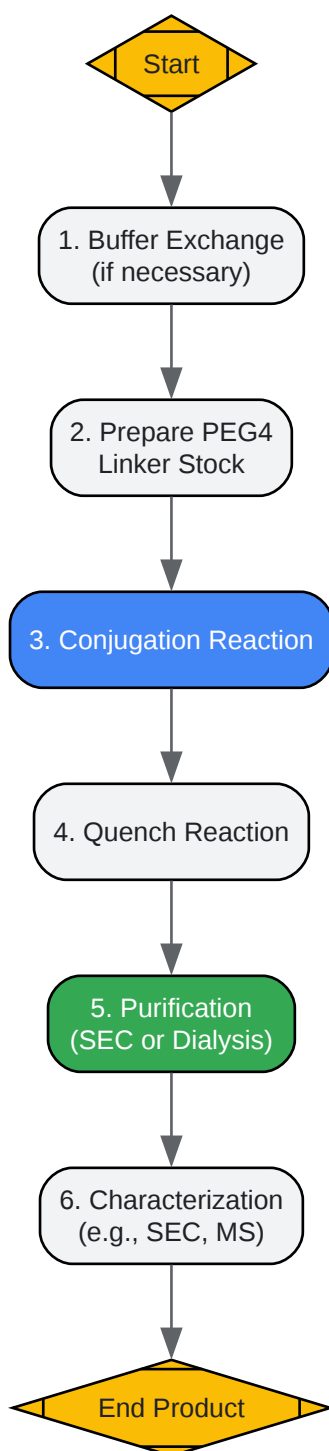 Start
1. Buffer Exchange
(if necessary)
2. Prepare PEG4
Linker Stock
3. Conjugation Reaction
4. Quench Reaction
5. Purification
(SEC or Dialysis)
6. Characterization
(e.g., SEC, MS)
End Product